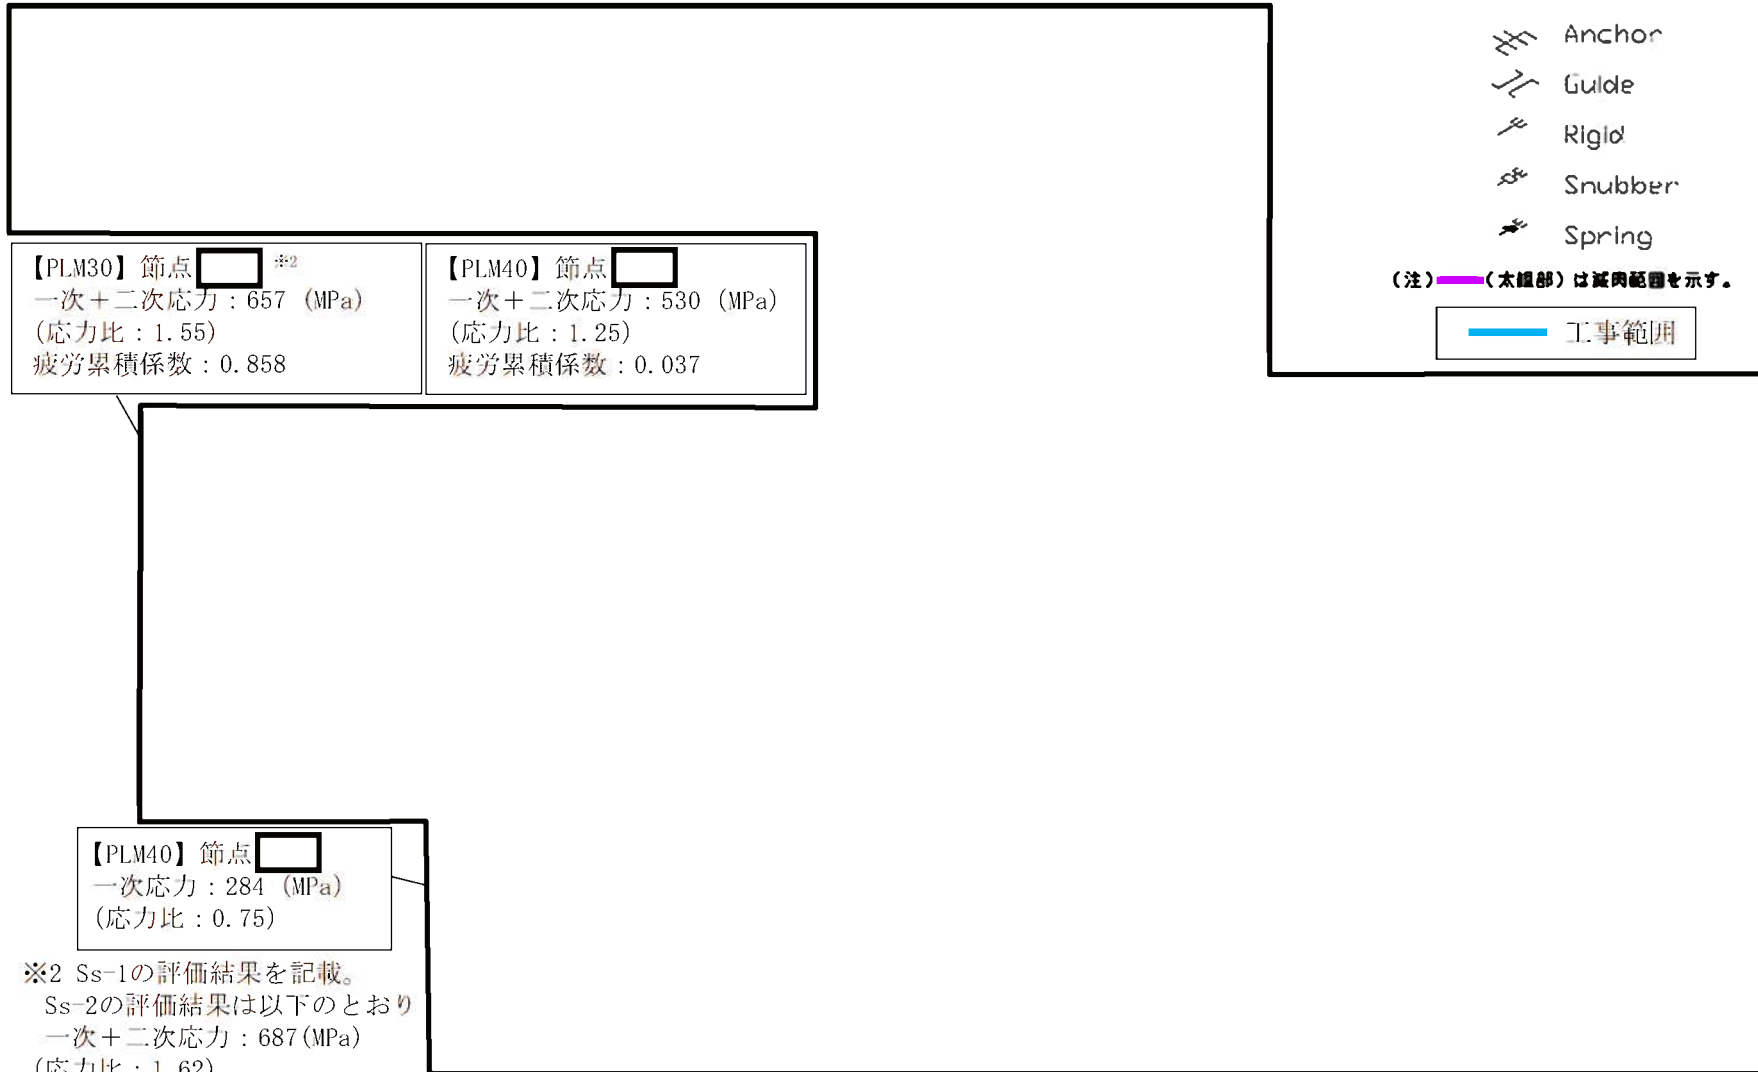 Anchor
Guide
Rigid
Snubber
Spring
(注) (太線部) は減肉範囲を示す。
工事範囲
【PLM30】節点 ※2
一次＋二次応力：657 (MPa)
(応力比：1.55)
疲労累積係数：0.858
【PLM40】節点
一次＋二次応力：530 (MPa)
(応力比：1.25)
疲労累積係数：0.037
【PLM40】節点
一次応力：284 (MPa)
(応力比：0.75)
※2 Ss-1の評価結果を記載。
Ss-2の評価結果は以下のとおり
一次＋二次応力：687(MPa)
(応力比：1.62)